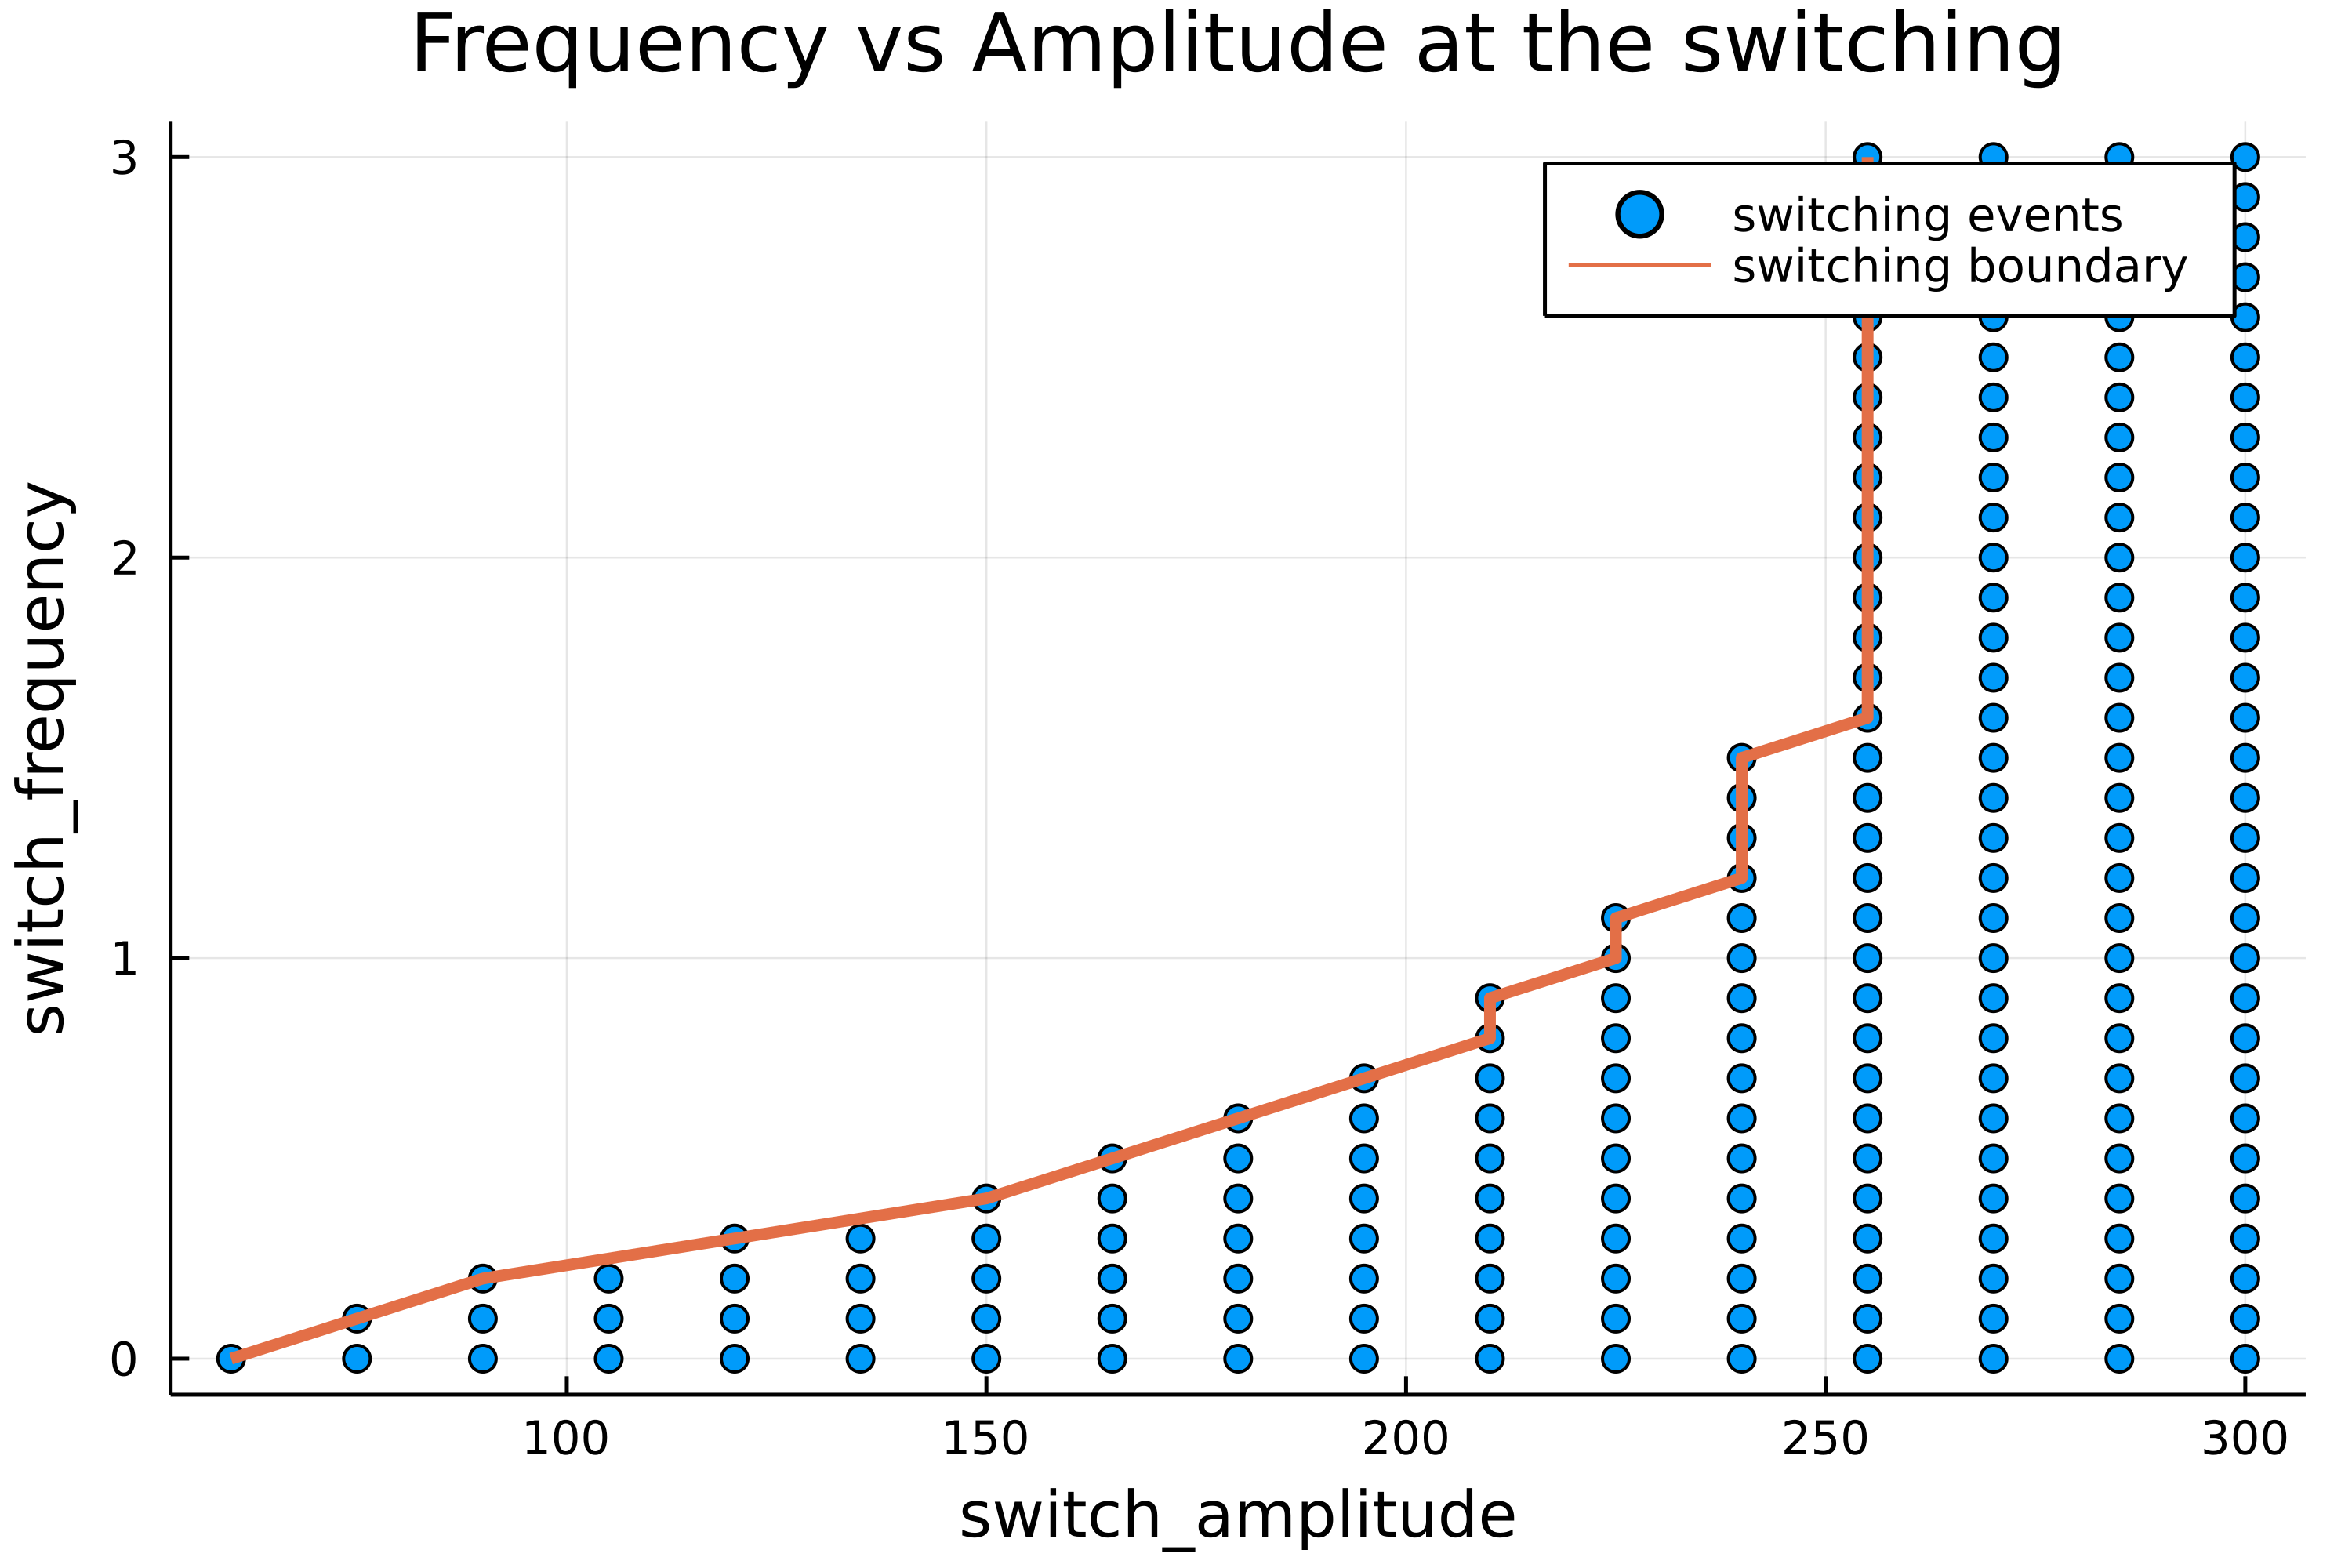 Frequency vs Amplitude at the switching
switching events
switching boundary
3
2
1
0
switch_frequency
100
150
200
250
300
switch_amplitude